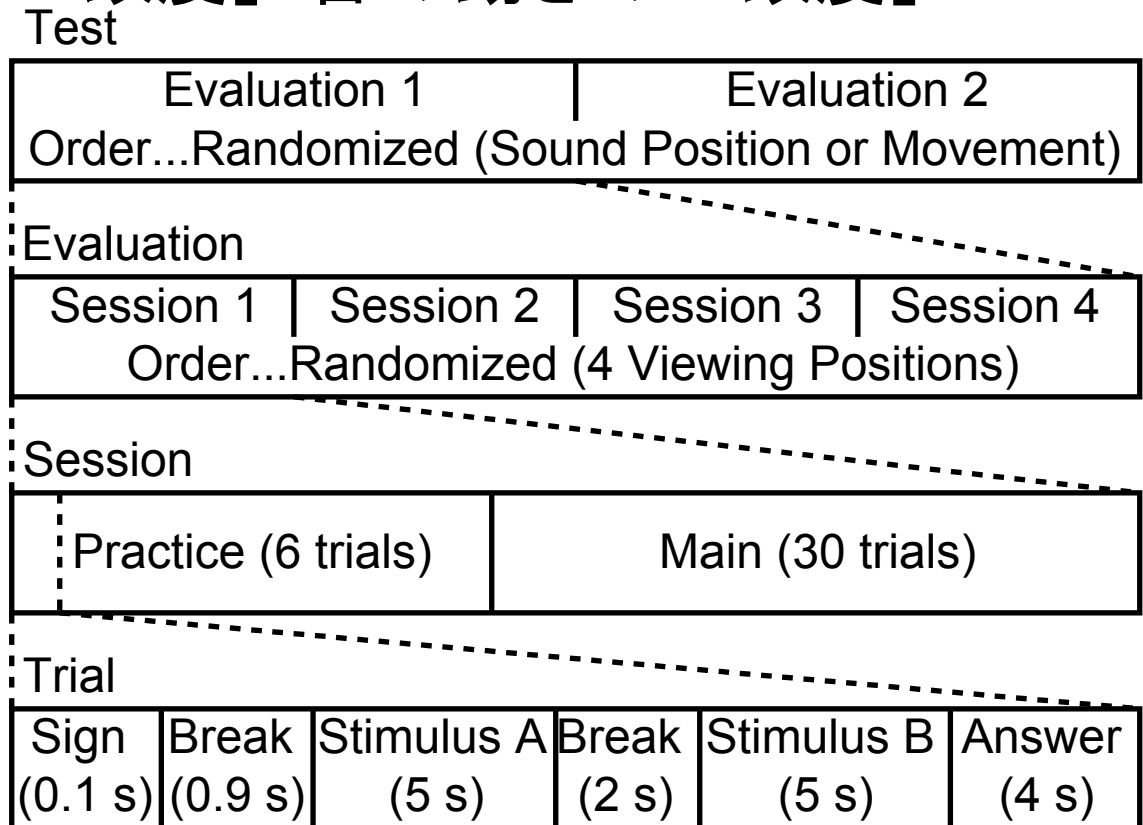 Test
Evaluation 1 Evaluation 2
Order...Randomized (Sound Position or Movement)
Evaluation
Session 1 Session 2 Session 3 Session 4
Order...Randomized (4 Viewing Positions)
Session
Practice (6 trials) Main (30 trials)
Trial
Sign Break Stimulus A Break Stimulus B Answer
(0.1 s) (0.9 s) (5 s) (2 s) (5 s) (4 s)